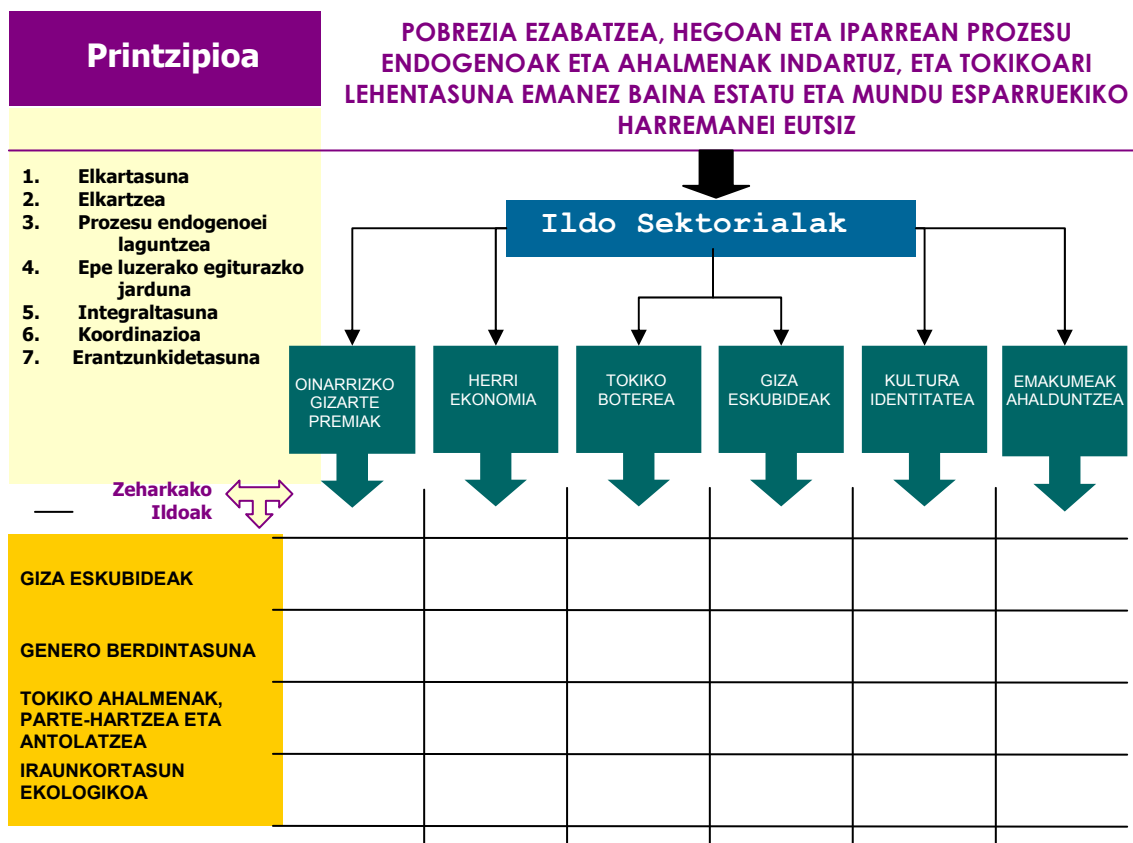 Printzipioa
POBREZIA EZABATZEA, HEGOAN ETA IPARREAN PROZESU
ENDOGENOAK ETA AHALMENAK INDARTUZ, ETA TOKIKOARI
LEHENTASUNA EMANEZ BAINA ESTATU ETA MUNDU ESPARRUEKIKO
HARREMANEI EUTSIZ
1. Elkartasuna
2. Elkartzea
3. Prozesu endogenoei
laguntzea
4. Epe luzerako egiturazko
jarduna
5. Integraltasuna
6. Koordinazioa
7. Erantzunkidetasuna
Ildo Sektorialak
OINARRIZKO
GIZARTE
PREMIAK
HERRI
EKONOMIA
TOKIKO
BOTEREA
GIZA
ESKUBIDEAK
KULTURA
IDENTITATEA
EMAKUMEAK
AHALDUNTZEA
Zeharkako
Ildoak
GIZA ESKUBIDEAK
GENERO BERDINTASUNA
TOKIKO AHALMENAK,
PARTE-HARTZEA ETA
ANTOLATZEA
IRAUNKORTASUN
EKOLOGIKOA